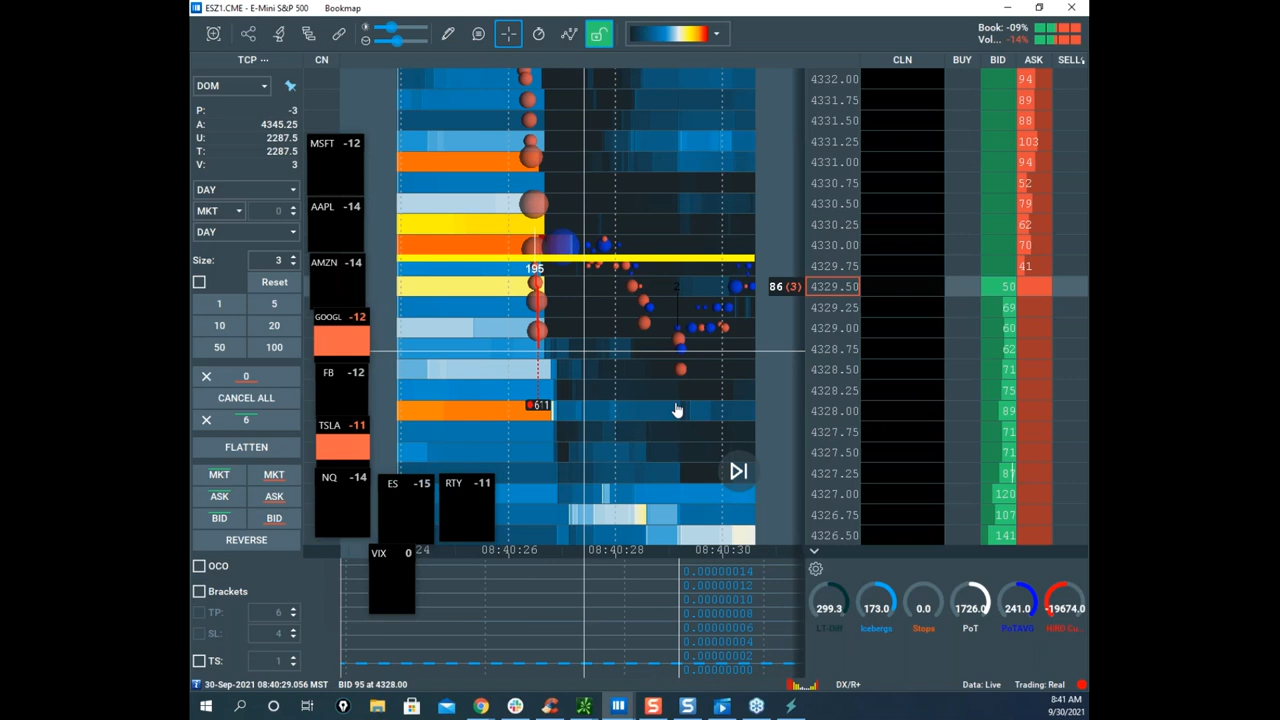 ESZ1.CME - E-Mini S&P 500 Bookmap
Book: -09%
Vol... -14%
TCP ...
CN
CLN
BUY
BID
ASK
SELL
DOM
P: -3
A: 4345.25
U: 2287.5
T: 2287.5
V: 3
DAY
MKT 0
DAY
Size: 3
Reset
1 5
10 20
50 100
0
CANCEL ALL
6
FLATTEN
MKT MKT
ASK ASK
BID BID
REVERSE
OCO
Brackets
TP: 6
SL: 4
TS: 1
MSFT -12
AAPL -14
AMZN -14
GOOGL -12
FB -12
TSLA -11
NQ -14
ES -15
RTY -11
VIX 0
195
611
2
86 (3)
4332.00 94
4331.75 89
4331.50 88
4331.25 103
4331.00 94
4330.75 52
4330.50 79
4330.25 62
4330.00 70
4329.75 41
4329.50 50
4329.25 69
4329.00 60
4328.75 62
4328.50 71
4328.25 75
4328.00 89
4327.75 71
4327.50 71
4327.25 87
4327.00 120
4326.75 107
4326.50 141
24 08:40:26 08:40:28 08:40:30
0.00000014
0.00000012
0.00000010
0.00000008
0.00000006
0.00000004
0.00000002
0.00000000
299.3 173.0 0.0 1726.0 241.0 -19674.0
LT-Diff Icebergs Stops PoT PoTAVG HIRO Cu...
30-Sep-2021 08:40:29.056 MST BID 95 at 4328.00
DX/R+
Data: Live
Trading: Real
8:41 AM
9/30/2021